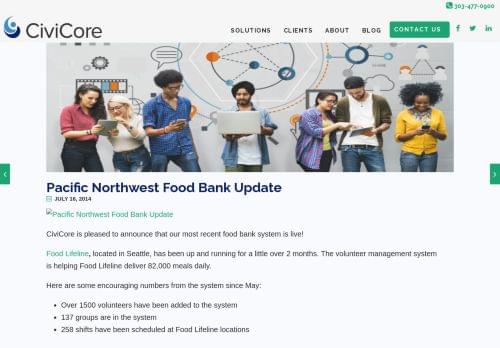 303-477-0900
CiviCore
SOLUTIONS CLIENTS ABOUT BLOG CONTACT US
Pacific Northwest Food Bank Update
JULY 16, 2014
Pacific Northwest Food Bank Update
CiviCore is pleased to announce that our most recent food bank system is live!
Food Lifeline, located in Seattle, has been up and running for a little over 2 months. The volunteer management system
is helping Food Lifeline deliver 82,000 meals daily.
Here are some encouraging numbers from the system since May:
• Over 1500 volunteers have been added to the system
• 137 groups are in the system
• 258 shifts have been scheduled at Food Lifeline locations